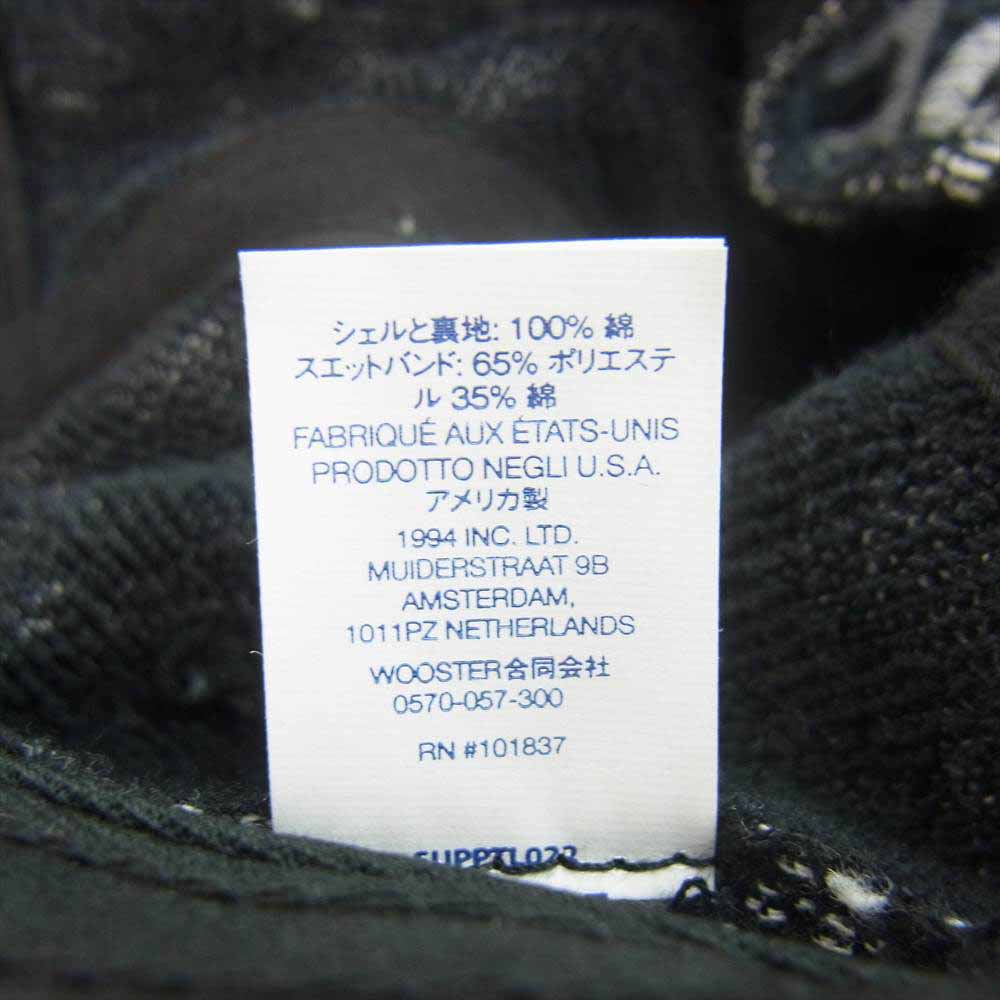 シェルと裏地: 100% 綿
スエットバンド: 65% ポリエステ
ル 35% 綿
FABRIQUÉ AUX ÉTATS-UNIS
PRODOTTO NEGLI U.S.A.
アメリカ製
1994 INC. LTD.
MUIDERSTRAAT 9B
AMSTERDAM,
1011PZ NETHERLANDS
WOOSTER合同会社
0570-057-300
RN #101837